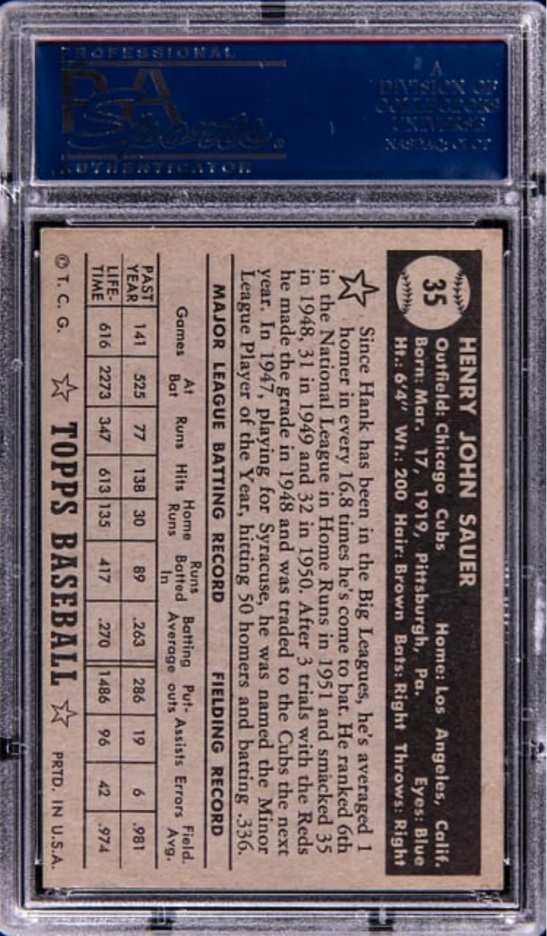 PROFESSIONAL
PSA
Sports.
AUTHENTICATOR
A
DIVISION OF
COLLECTORS
UNIVERSE
NASDAQ: CLCT
35
HENRY JOHN SAUER
Outfield: Chicago Cubs Home: Los Angeles, Calif.
Born: Mar. 17, 1919, Pittsburgh, Pa. Eyes: Blue
Ht.: 6'4" Wt.: 200 Hair: Brown Bats: Right Throws: Right
Since Hank has been in the Big Leagues, he's averaged 1
homer in every 16.8 times he's come to bat. He ranked 6th
in the National League in Home Runs in 1951 and smacked 35
in 1948, 31 in 1949 and 32 in 1950. After 3 trials with the Reds
he made the grade in 1948 and was traded to the Cubs the next
year. In 1947, playing for Syracuse, he was named the Minor
League Player of the Year, hitting 50 homers and batting .336.
MAJOR LEAGUE BATTING RECORD FIELDING RECORD
Games At Bat Runs Hits Home Runs Runs Batted In Batting Average Put-outs Assists Errors Field. Avg.
PAST YEAR 141 525 77 138 30 89 .263 286 19 6 .981
LIFE-TIME 616 2273 347 613 135 417 .270 1486 96 42 .974
© T. C. G. ☆ TOPPS BASEBALL ☆ PRTD. IN U.S.A.